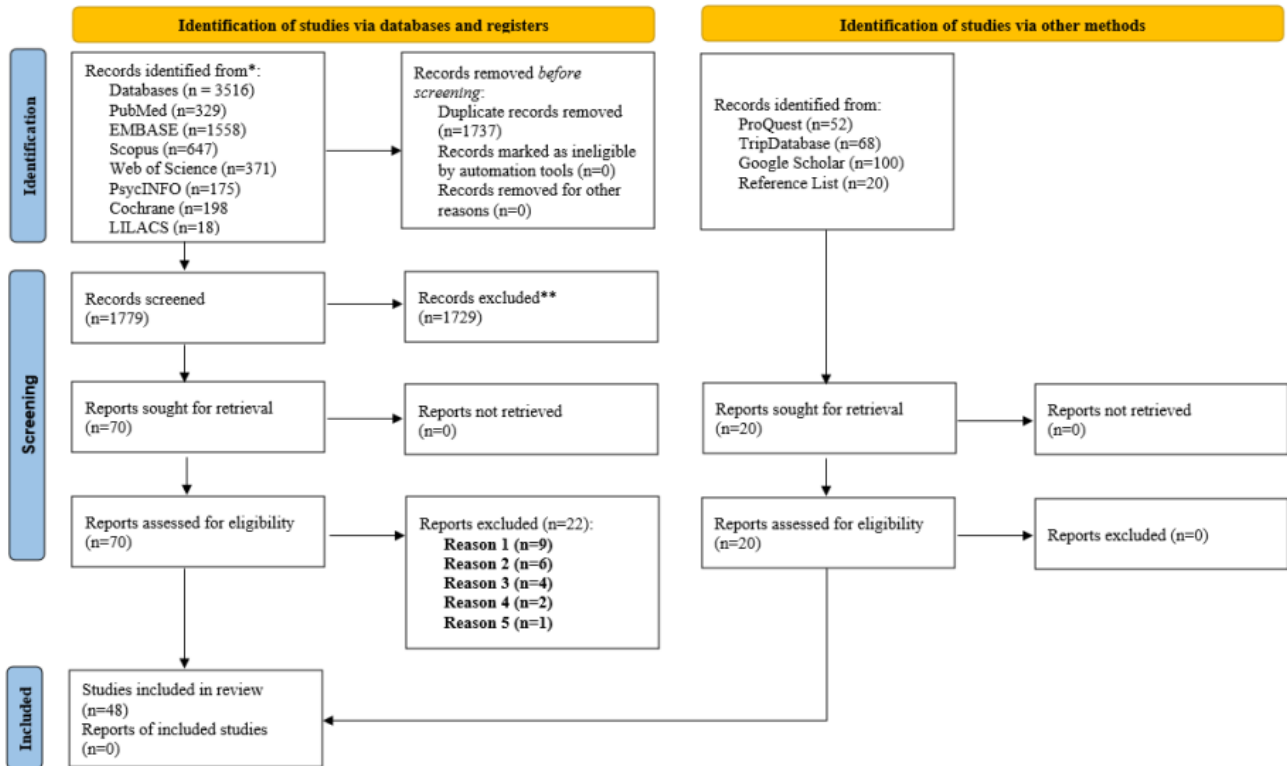 Identification of studies via databases and registers
Identification of studies via other methods
Identification
Records identified from*:
Databases (n = 3516)
PubMed (n=329)
EMBASE (n=1558)
Scopus (n=647)
Web of Science (n=371)
PsycINFO (n=175)
Cochrane (n=198
LILACS (n=18)
Records removed before
screening:
Duplicate records removed
(n=1737)
Records marked as ineligible
by automation tools (n=0)
Records removed for other
reasons (n=0)
Records identified from:
ProQuest (n=52)
TripDatabase (n=68)
Google Scholar (n=100)
Reference List (n=20)
Screening
Records screened
(n=1779)
Records excluded**
(n=1729)
Reports sought for retrieval
(n=70)
Reports not retrieved
(n=0)
Reports sought for retrieval
(n=20)
Reports not retrieved
(n=0)
Reports assessed for eligibility
(n=70)
Reports excluded (n=22):
Reason 1 (n=9)
Reason 2 (n=6)
Reason 3 (n=4)
Reason 4 (n=2)
Reason 5 (n=1)
Reports assessed for eligibility
(n=20)
Reports excluded (n=0)
Included
Studies included in review
(n=48)
Reports of included studies
(n=0)